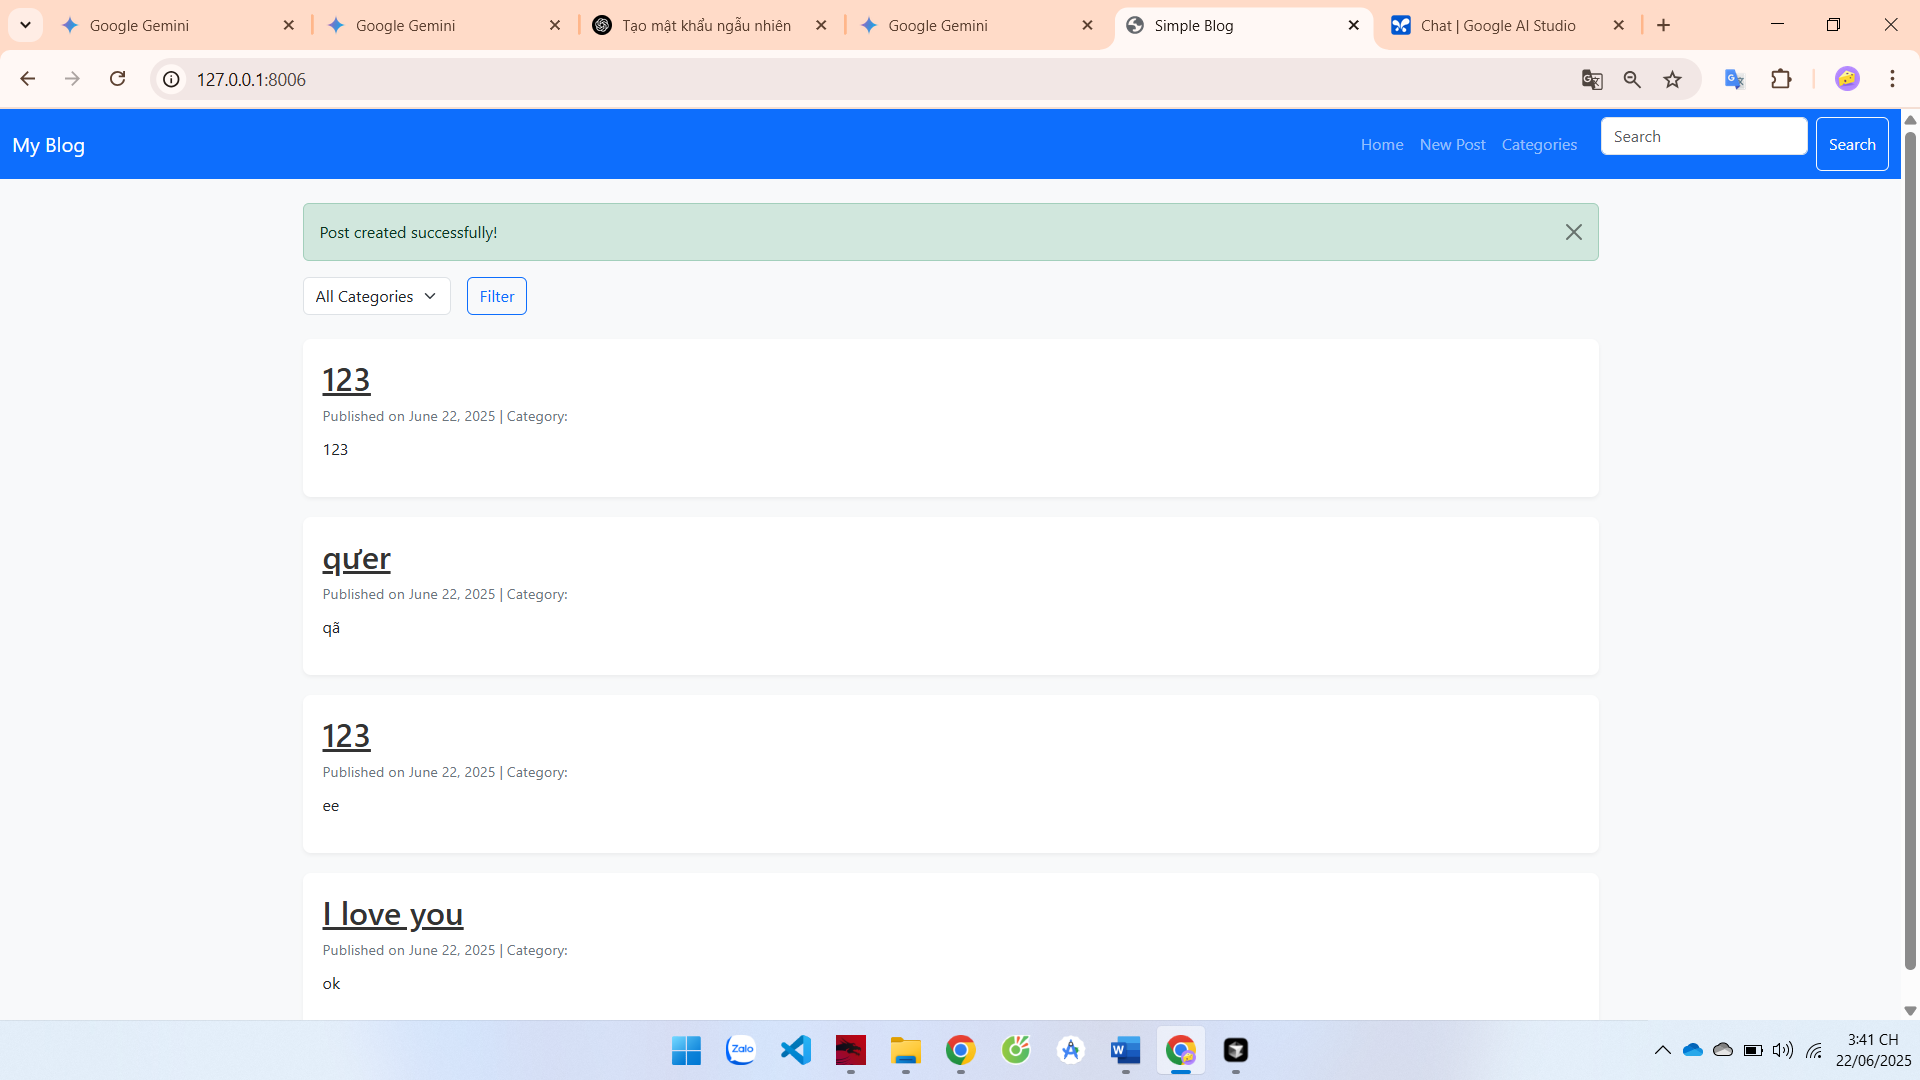 Google Gemini
Google Gemini
Tạo mật khẩu ngẫu nhiên
Google Gemini
Simple Blog
Chat | Google AI Studio
127.0.0.1:8006
My Blog
Home
New Post
Categories
Search
Search
Post created successfully!
All Categories
Filter
123
Published on June 22, 2025 | Category:
123
qưer
Published on June 22, 2025 | Category:
qã
123
Published on June 22, 2025 | Category:
ee
I love you
Published on June 22, 2025 | Category:
ok
Zalo
W
3:41 CH
22/06/2025